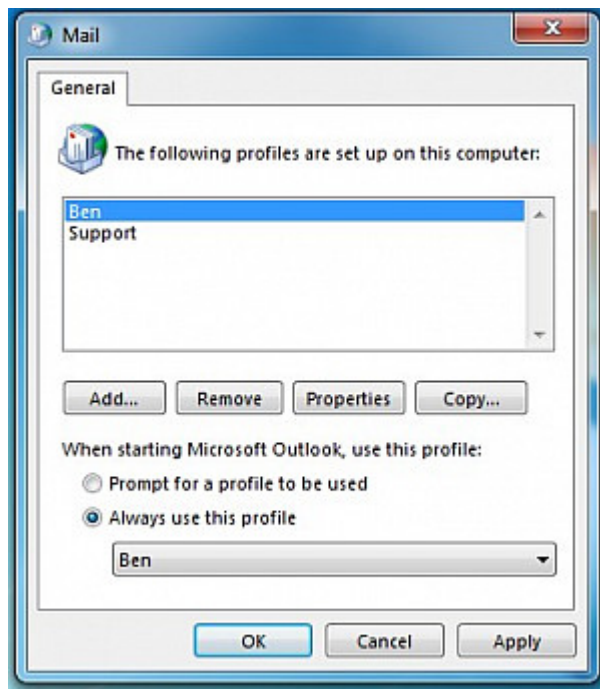 Mail
General
The following profiles are set up on this computer:
Ben
Support
Add... Remove Properties Copy...
When starting Microsoft Outlook, use this profile:
Prompt for a profile to be used
Always use this profile
Ben
OK Cancel Apply